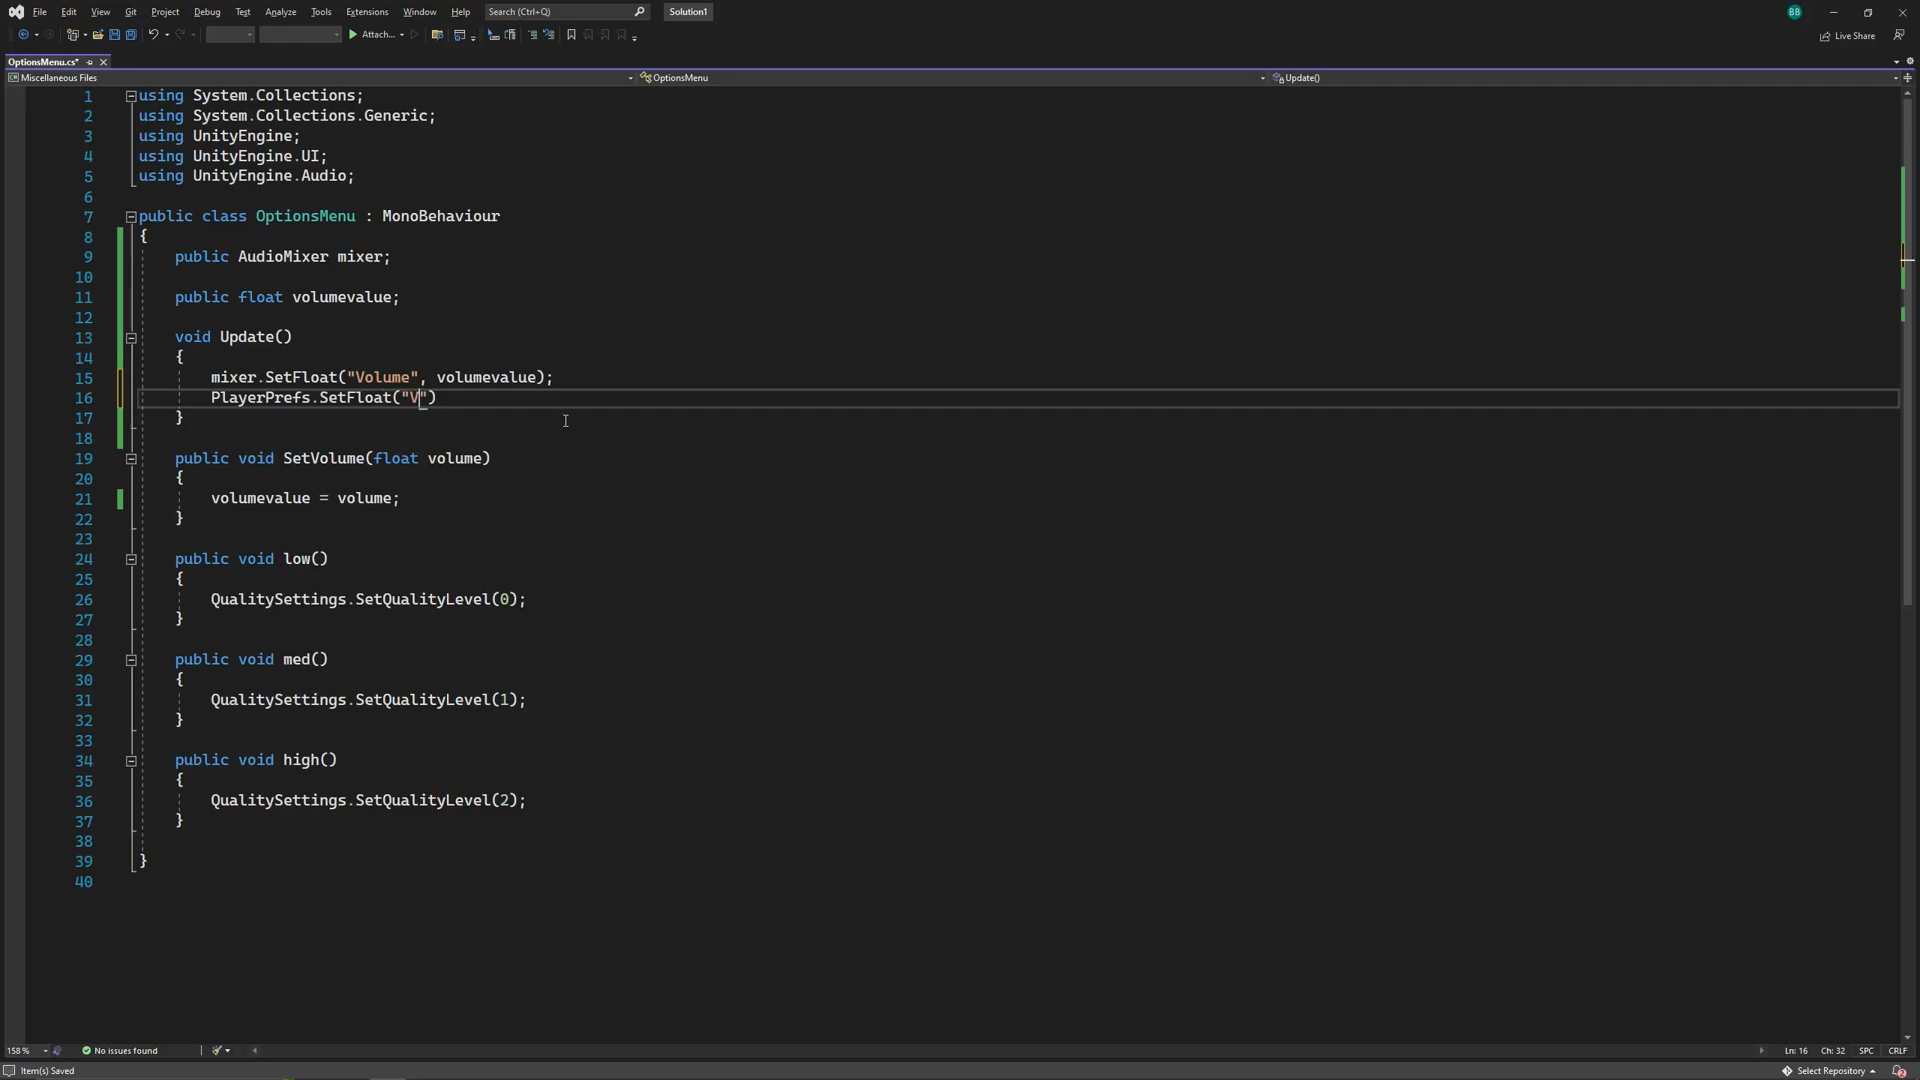 File Edit View Git Project Debug Test Analyze Tools Extensions Window Help Search (Ctrl+Q) Solution1 BB
Attach... Live Share
OptionsMenu.cs*
Miscellaneous Files OptionsMenu Update()
1 using System.Collections;
2 using System.Collections.Generic;
3 using UnityEngine;
4 using UnityEngine.UI;
5 using UnityEngine.Audio;
6
7 public class OptionsMenu : MonoBehaviour
8 {
9 public AudioMixer mixer;
10
11 public float volumevalue;
12
13 void Update()
14 {
15 mixer.SetFloat("Volume", volumevalue);
16 PlayerPrefs.SetFloat("V")
17 }
18
19 public void SetVolume(float volume)
20 {
21 volumevalue = volume;
22 }
23
24 public void low()
25 {
26 QualitySettings.SetQualityLevel(0);
27 }
28
29 public void med()
30 {
31 QualitySettings.SetQualityLevel(1);
32 }
33
34 public void high()
35 {
36 QualitySettings.SetQualityLevel(2);
37 }
38
39 }
40
158 % No issues found Ln: 16 Ch: 32 SPC CRLF
Item(s) Saved Select Repository 2